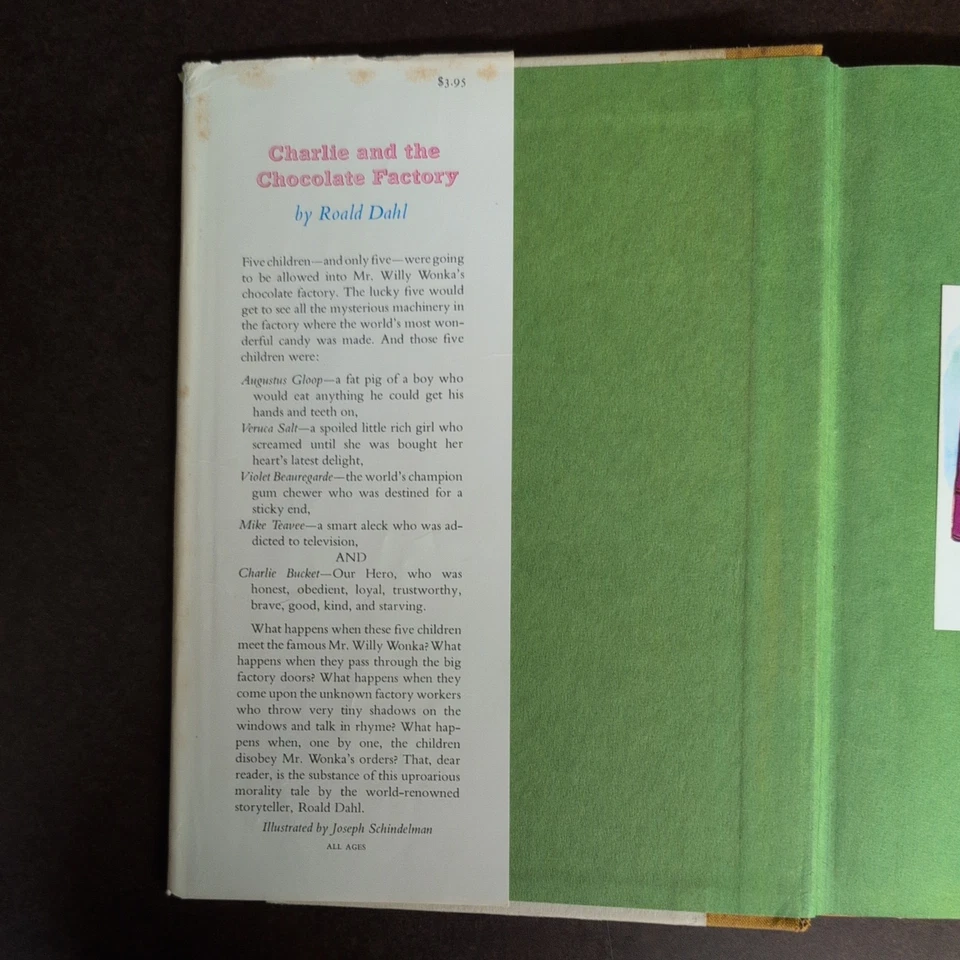 $3.95
Charlie and the
Chocolate Factory
by Roald Dahl
Five children—and only five—were going
to be allowed into Mr. Willy Wonka's
chocolate factory. The lucky five would
get to see all the mysterious machinery in
the factory where the world's most won-
derful candy was made. And those five
children were:
Augustus Gloop—a fat pig of a boy who
would eat anything he could get his
hands and teeth on,
Veruca Salt—a spoiled little rich girl who
screamed until she was bought her
heart's latest delight,
Violet Beauregarde—the world's champion
gum chewer who was destined for a
sticky end,
Mike Teavee—a smart aleck who was ad-
dicted to television,
AND
Charlie Bucket—Our Hero, who was
honest, obedient, loyal, trustworthy,
brave, good, kind, and starving.
What happens when these five children
meet the famous Mr. Willy Wonka? What
happens when they pass through the big
factory doors? What happens when they
come upon the unknown factory workers
who throw very tiny shadows on the
windows and talk in rhyme? What hap-
pens when, one by one, the children
disobey Mr. Wonka's orders? That, dear
reader, is the substance of this uproarious
morality tale by the world-renowned
storyteller, Roald Dahl.
Illustrated by Joseph Schindelman
ALL AGES